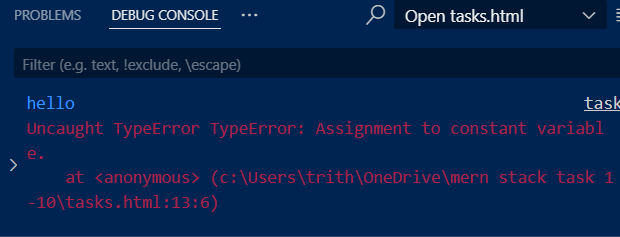 PROBLEMS DEBUG CONSOLE ... Open tasks.html
Filter (e.g. text, !exclude, \escape)
hello task
Uncaught TypeError TypeError: Assignment to constant variabl
e.
at <anonymous> (c:\Users\trith\OneDrive\mern stack task 1
-10\tasks.html:13:6)